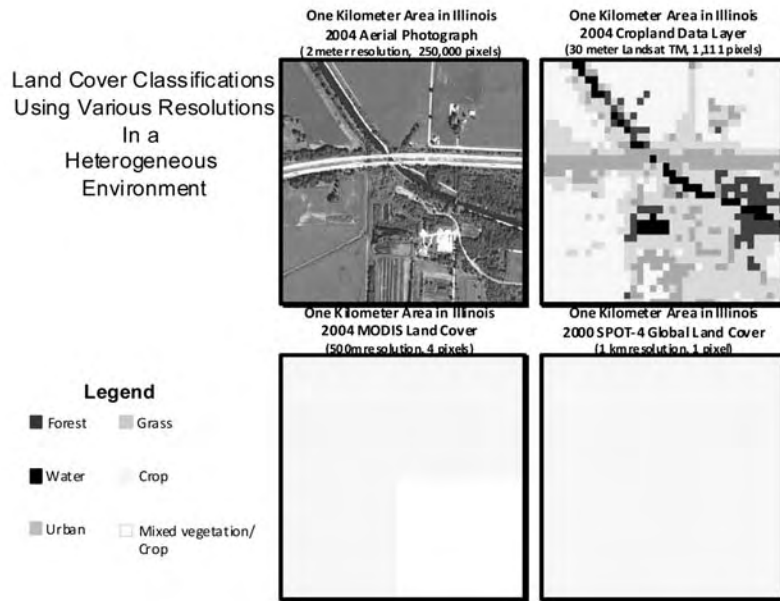 Land Cover Classifications
Using Various Resolutions
In a
Heterogeneous
Environment
One Kilometer Area in Illinois
2004 Aerial Photograph
(2 meter resolution, 250,000 pixels)
One Kilometer Area in Illinois
2004 Cropland Data Layer
(30 meter Landsat TM, 1,111 pixels)
One Kilometer Area in Illinois
2004 MODIS Land Cover
(500m resolution, 4 pixels)
One Kilometer Area in Illinois
2000 SPOT-4 Global Land Cover
(1 km resolution, 1 pixel)
Legend
Forest
Grass
Water
Crop
Urban
Mixed vegetation/
Crop